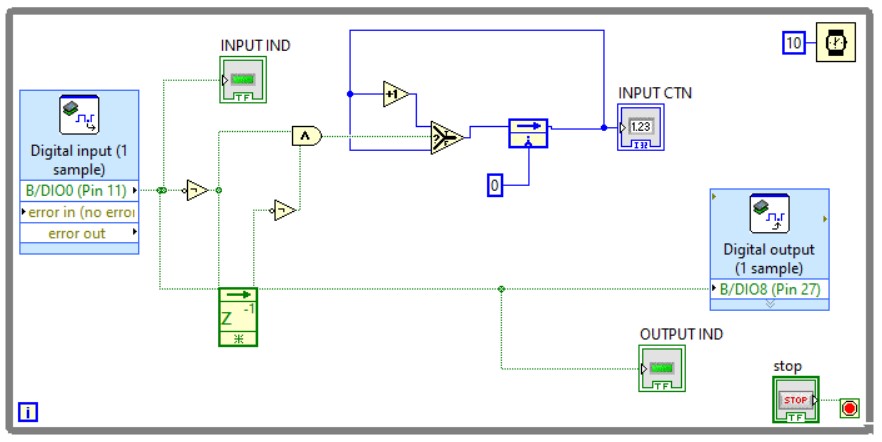 INPUT IND
TF
10
+1
INPUT CTN
1.23
I32
Digital input (1
sample)
B/DIO0 (Pin 11)
error in (no erro
error out
?
0
Digital output
(1 sample)
B/DIO8 (Pin 27)
Z -1
OUTPUT IND
TF
stop
STOP
TF
i